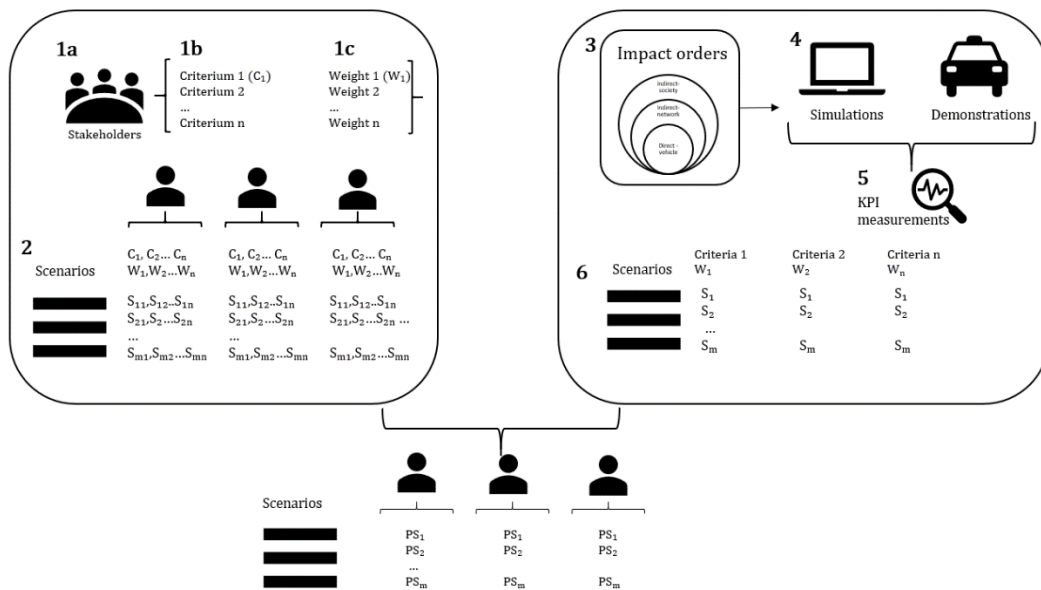 1a
1b
1c
Stakeholders
Criterium 1 (C₁)
Criterium 2
...
Criterium n
Weight 1 (W₁)
Weight 2
...
Weight n
2
Scenarios
C₁, C₂... Cₙ
W₁,W₂...Wₙ
S₁₁,S₁₂..S₁ₙ
S₂₁,S₂...S₂ₙ
...
Sₘ₁,Sₘ₂...Sₘₙ
C₁, C₂... Cₙ
W₁,W₂...Wₙ
S₁₁,S₁₂..S₁ₙ
S₂₁,S₂...S₂ₙ
...
Sₘ₁,Sₘ₂...Sₘₙ
C₁, C₂... Cₙ
W₁,W₂...Wₙ
S₁₁,S₁₂..S₁ₙ
S₂₁,S₂...S₂ₙ ...
Sₘ₁,Sₘ₂...Sₘₙ
3
Impact orders
Indirect-
society
Indirect-
network
Direct -
vehicle
4
Simulations
Demonstrations
5
KPI
measurements
6
Scenarios
Criteria 1
W₁
S₁
S₂
...
Sₘ
Criteria 2
W₂
S₁
S₂
Sₘ
Criteria n
Wₙ
S₁
S₂
Sₘ
Scenarios
PS₁
PS₂
...
PSₘ
PS₁
PS₂
PSₘ
PS₁
PS₂
PSₘ